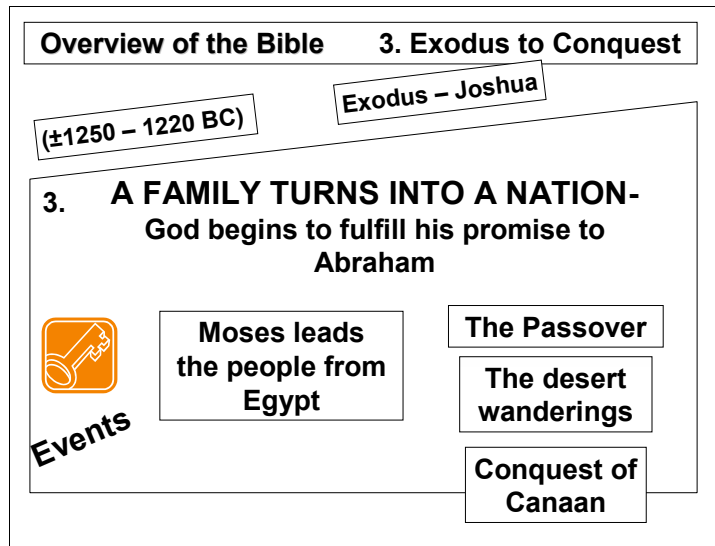 Overview of the Bible 3. Exodus to Conquest
Exodus – Joshua
(±1250 – 1220 BC)
3. A FAMILY TURNS INTO A NATION-
God begins to fulfill his promise to
Abraham
Moses leads
the people from
Egypt
The Passover
The desert
wanderings
Events
Conquest of
Canaan